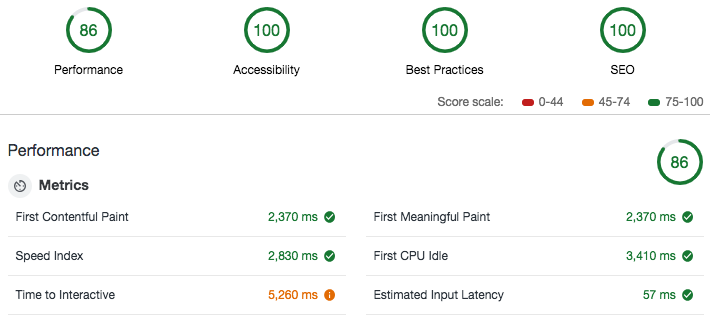 86 100 100 100
Performance Accessibility Best Practices SEO
Score scale: 0-44 45-74 75-100
Performance 86
Metrics
First Contentful Paint 2,370 ms First Meaningful Paint 2,370 ms
Speed Index 2,830 ms First CPU Idle 3,410 ms
Time to Interactive 5,260 ms Estimated Input Latency 57 ms